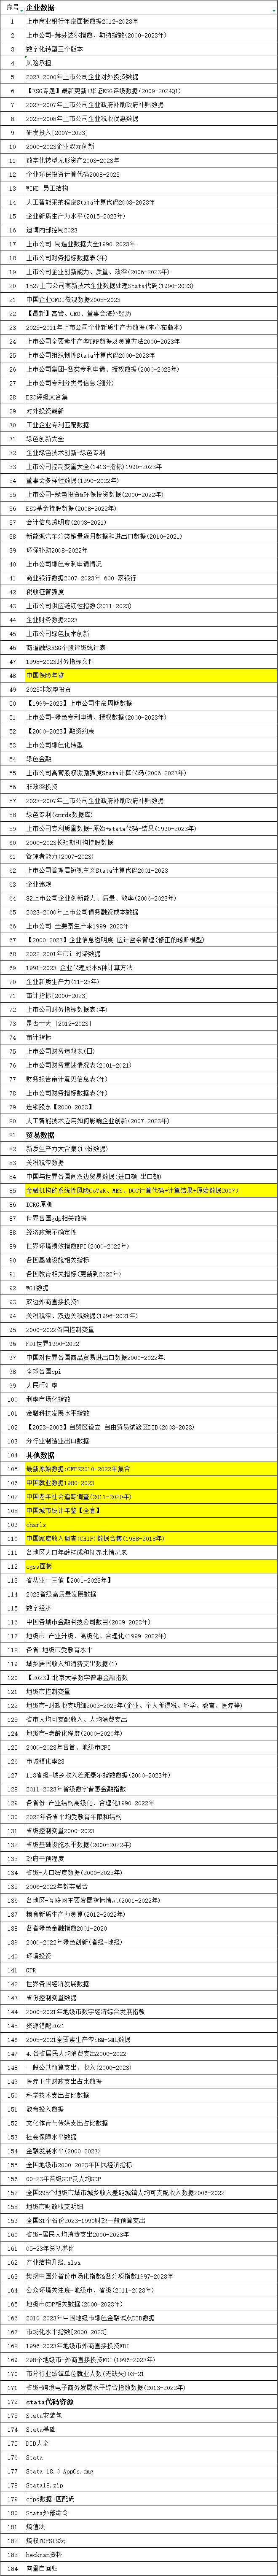 序号 企业数据
1 上市商业银行年度面板数据2012-2023年
2 上市公司-赫芬达尔指数、勒纳指数(2000-2023年)
3 数字化转型三个版本
4 风险承担
5 2023-2000年上市公司企业对外投资数据
6 【ESG专题】最新更新:华证ESG评级数据(2009-2024Q1)
7 2023-2007年上市公司企业政府补助政府补贴数据
8 2023-2008年上市公司企业税收优惠数据
9 研发投入[2007-2023]
10 2000-2023企业双元创新
11 数字化转型无形资产2003-2023年
12 企业环保投资计算代码2008-2023
13 WIND 员工结构
14 人工智能采纳程度Stata计算代码2003-2023年
15 企业新质生产力水平(2015-2023年)
16 迪博内部控制2023
17 上市公司-制造业数据大全1990-2023年
18 上市公司财务指标数据表(年)
19 上市公司企业创新能力、质量、效率(2006-2023年)
20 1527上市公司高新技术企业数据处理Stata代码(1990-2023)
21 中国企业OFDI微观数据2005-2023
22 【最新】高管、CEO、董事会海外经历
23 2023-2011年上市公司企业新质生产力数据(李心茹版本)
24 上市公司全要素生产率TFP数据及测算方法2000-2023年
25 上市公司组织韧性Stata计算代码2000-2023年
26 上市公司集团-各类专利申请、授权数据(2000-2023年)
27 上市公司专利分类号信息(细分)
28 ESG评级大合集
29 对外投资最新
30 工业企业专利匹配数据
31 绿色创新大全
32 企业绿色技术创新-绿色专利
33 上市公司控制变量大全(1413+指标)1990-2023年
34 董事会多样性数据(1990-2022年)
35 上市公司-绿色投资&环保投资数据(2000-2022年)
36 ESG基金持股数据(2008-2022年)
37 会计信息透明度(2003-2021)
38 新能源汽车分类销量逐月数据和进出口数据(2010-2021)
39 环保补助2008-2022年
40 上市公司绿色专利申请情况
41 商业银行数据2007-2023年 600+家银行
42 税收征管强度
43 上市公司供应链韧性指数(2011-2023)
44 企业财务数据2023
45 上市公司绿色技术创新
46 商道融绿ESG个股评级统计表
47 1998-2023财务指标文件
48 中国保险年鉴
49 2023非效率投资
50 【1999-2023】上市公司生命周期数据
51 上市公司-绿色专利申请、授权数据(2000-2023年)
52 【2000-2023】融资约束
53 上市公司绿色化转型
54 绿色金融
55 上市公司高管股权激励强度Stata计算代码(2006-2023年)
56 非效率投资
57 2023-2007年上市公司企业政府补助政府补贴数据
58 绿色专利(cnrds数据库)
59 上市公司专利质量数据-原始+stata代码+结果(1990-2023年)
60 2000-2023长短期机构持股数据
61 管理者能力(2007-2023)
62 上市公司管理层短视主义Stata计算代码2001-2023
63 企业违规
64 82上市公司企业创新能力、质量、效率(2006-2023年)
65 2023-2000年上市公司债务融资成本数据
66 上市公司-全要素生产率1999-2023年
67 【2000-2023】企业信息透明度-应计盈余管理(修正的琼斯模型)
68 2022-2001年市计时滞数据
69 1991-2023 企业代理成本5种计算方法
70 企业新质生产力(11-23年)
71 审计指标[2000-2023]
72 上市公司财务指标数据表(年)
73 是否十大 [2012-2023]
74 审计指标
75 上市公司财务违规表(日)
76 上市公司财务重述情况表(2001-2021)
77 财务报告审计意见信息表(年)
78 上市公司财务指标数据表(年)
79 连锁股东【2000-2023】
80 人工智能技术应用如何影响企业创新(2007-2023年)
81 贸易数据
82 新质生产力大合集(13份数据)
83 关税税率数据
84 中国与世界各国间双边贸易数据(进口额 出口额)
85 金融机构的系统性风险CoVaR、MES、DCC计算代码+计算结果+原始数据2007)
86 ICRG原版
87 世界各国gdp相关数据
88 经济政策不确定性
89 世界环境绩效指数EPI(2000-2022年)
90 各国基础设施相关指标
91 各国教育相关指标(更新到2022年)
92 WGI数据
93 双边外商直接投资1
94 关税税率、双边关税数据(1996-2021年)
95 2000-2022各国控制变量
96 FDI世界1990-2022
97 中国对世界各国商品贸易进出口数据2000-2022年.
98 全球各国cpi
99 人民币汇率
100 利率市场化指数
101 金融科技发展水平指数
102 【2023-2003】自贸区设立 自由贸易试验区DID(2003-2023)
103 分行业制造业出口数据
104 其他数据
105 最新原始数据:CFPS2010-2022年集合
106 中国教业数据1980-2023
107 中国老年社会追踪调查(2011-2020年)
108 中国城市统计年鉴【全套】
109 charls
110 中国家庭收入调查(CHIP)数据合集(1988-2018年)
111 各地区人口年龄构成和抚养比情况表
112 cgss面板
113 省从业一三值【2001-2023年】
114 2023省级高质量发展数据
115 数字经济
116 中国各城市金融科技公司数目(2009-2023年)
117 地级市-产业升级、高级化、合理化(1999-2022年)
118 各省 地级市受教育水平
119 城乡居民收入和消费支出数据(1)
120 【2023】北京大学数字普惠金融指数
121 地级市控制变量
122 地级市-财政收支明细2003-2023年(企业、个人所得税、科学、教育、医疗等)
123 省市人均可支配收入、人均消费支出
124 地级市-老龄化程度(2000-2020年)
125 2000-2023年各省、地级市CPI
126 市城镇化率23
127 113省级-城乡收入差距泰尔指数数据(2000-2023年)
128 2011-2023年省级数字普惠金融指数
129 各省份-产业结构高级化、合理化1990-2022年
130 2022年各省平均受教育年限和结构
131 省级控制变量2000-2023
132 省级基础设施水平数据(2000-2022年)
133 政府干预程度
134 省级-人口密度数据(2000-2023年)
135 2006-2022年数实融合
136 各地区-互联网主要发展指标情况(2001-2022年)
137 粮食新质生产力测算(2012-2022年)
138 各省绿色金融指数2001-2020
139 2000-2022年绿色创新(省级+地级)
140 环境投资
141 GPR
142 世界各国经济发展数据
143 省份控制变量数据
144 2000-2021年地级市数字经济综合发展指数
145 资源错配2021
146 2005-2021全要素生产率SBM-GML数据
147 4.各省居民人均消费支出2000-2022
148 一般公共预算支出、收入(2000-2023)
149 医疗卫生财政支出占比数据
150 科学技术支出占比数据
151 教育投入数据
152 文化体育与传媒支出占比数据
153 社会保障水平数据
154 金融发展水平(2000-2023)
155 全国地级市2000-2023年国民经济指标
156 00-23年省级GDP及人均GDP
157 全国295个地级市城市城乡收入差距城镇人均可支配收入数据2006-2022
158 地级市财政收支明细
159 全国31个省份2023-1990财政一般预算支出
160 省级-居民人均消费支出2000-2023年
161 05-23年总抚养比
162 产业结构升级.xlsx
163 樊纲中国分省份市场化指数&各分项指数1997-2023年
164 公众环境关注度-地级市、省级(2011-2023年)
165 地级市GDP相关数据(2000-2023年)
166 2010-2023年中国地级市绿色金融试点DID数据
167 市场化水平指数[2000-2023]
168 1996-2023年地级市外商直接投资FDI
169 298个地级市-外商直接投资FDI(1996-2023年)
170 市分行业城镇单位就业人数(无缺失)03-21
171 省级-跨境电子商务发展水平综合指数数据(2013-2022年)
172 stata代码资源
173 Stata安装包
174 Stata基础
175 DID大全
176 Stata
177 Stata 18.0 AppOs.dmg
178 Stata18.zip
179 cfps数据+匹配码
180 Stata外部命令
181 熵值法
182 熵权TOPSIS法
183 heckman资料
184 向量自回归